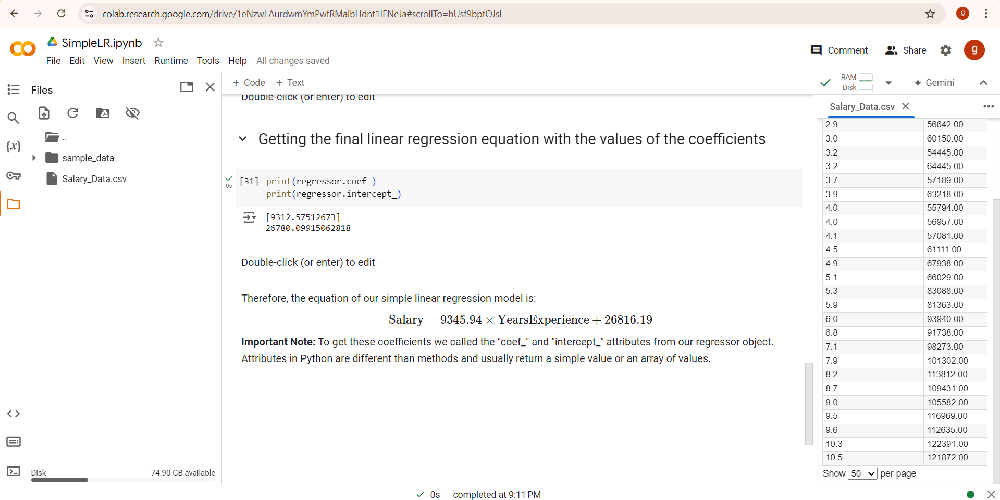 colab.research.google.com/drive/1eNzwLAurdwmYmPwfRMalbHdnt1IENeJa#scrollTo=hUsf9bptOJsl
g
SimpleLR.ipynb
File Edit View Insert Runtime Tools Help All changes saved
Comment Share g
Files
+ Code + Text
RAM
Disk
Gemini
..
sample_data
Salary_Data.csv
Disk 74.90 GB available
Double-click (or enter) to edit
Getting the final linear regression equation with the values of the coefficients
0s
[31] print(regressor.coef_)
print(regressor.intercept_)
[9312.57512673]
26780.09915062818
Double-click (or enter) to edit
Therefore, the equation of our simple linear regression model is:
Salary = 9345.94 × YearsExperience + 26816.19
Important Note: To get these coefficients we called the "coef_" and "intercept_" attributes from our regressor object.
Attributes in Python are different than methods and usually return a simple value or an array of values.
Salary_Data.csv
2.9 56642.00
3.0 60150.00
3.2 54445.00
3.2 64445.00
3.7 57189.00
3.9 63218.00
4.0 55794.00
4.0 56957.00
4.1 57081.00
4.5 61111.00
4.9 67938.00
5.1 66029.00
5.3 83088.00
5.9 81363.00
6.0 93940.00
6.8 91738.00
7.1 98273.00
7.9 101302.00
8.2 113812.00
8.7 109431.00
9.0 105582.00
9.5 116969.00
9.6 112635.00
10.3 122391.00
10.5 121872.00
Show 50 per page
0s completed at 9:11 PM